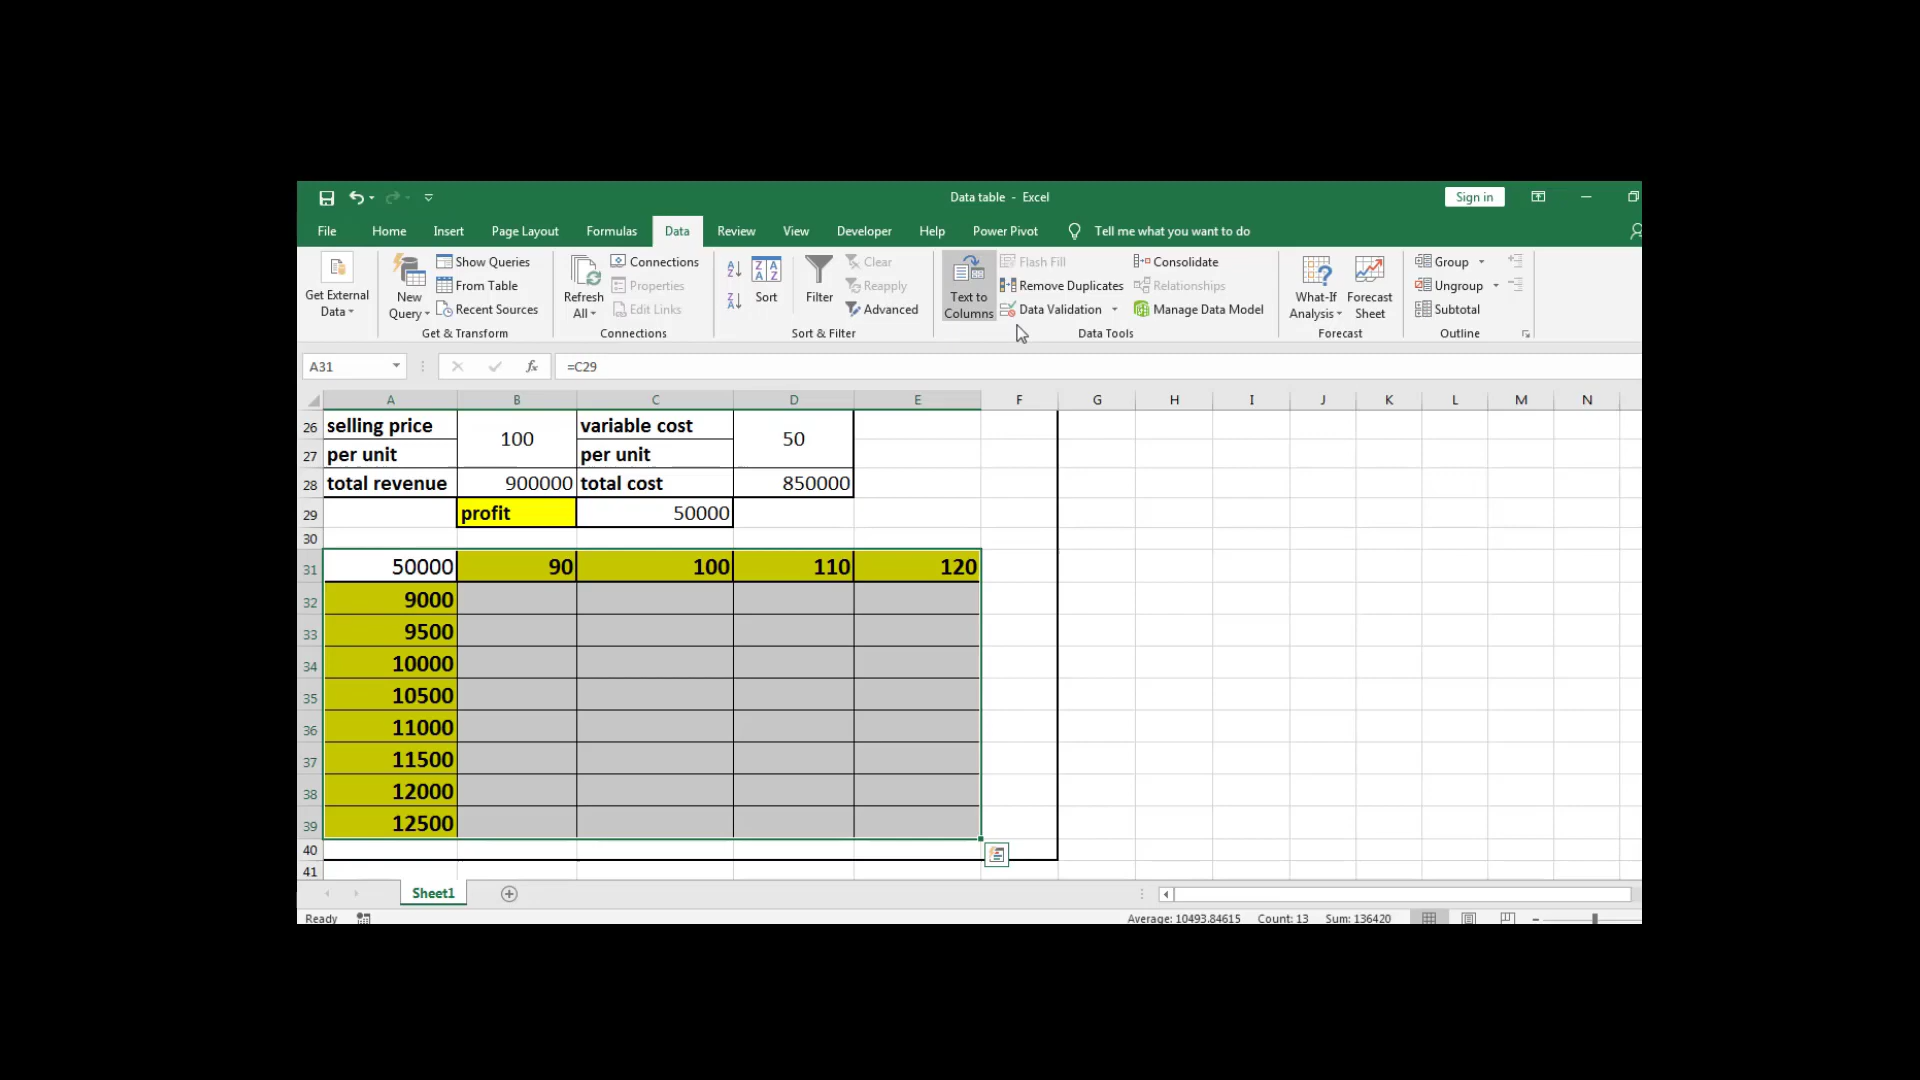 Data table - Excel
Sign in
File Home Insert Page Layout Formulas Data Review View Developer Help Power Pivot Tell me what you want to do
Get External Data
New Query
Show Queries
From Table
Recent Sources
Get & Transform
Refresh All
Connections
Properties
Edit Links
Connections
Sort
Filter
Clear
Reapply
Advanced
Sort & Filter
Text to Columns
Flash Fill
Remove Duplicates
Data Validation
Consolidate
Relationships
Manage Data Model
Data Tools
What-If Analysis
Forecast Sheet
Forecast
Group
Ungroup
Subtotal
Outline
A31 fx =C29
A B C D E F G H I J K L M N
26 selling price 100 variable cost 50
27 per unit per unit
28 total revenue 900000 total cost 850000
29 profit 50000
30
31 50000 90 100 110 120
32 9000
33 9500
34 10000
35 10500
36 11000
37 11500
38 12000
39 12500
40
41
Sheet1
Ready Average: 10493.84615 Count: 13 Sum: 136420